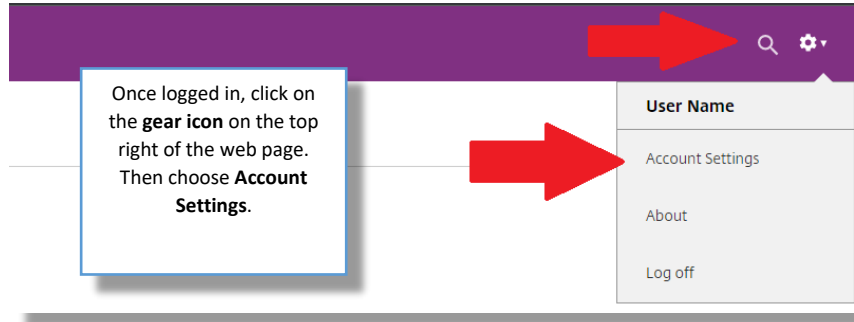 Once logged in, click on
the gear icon on the top
right of the web page.
Then choose Account
Settings.
User Name
Account Settings
About
Log off